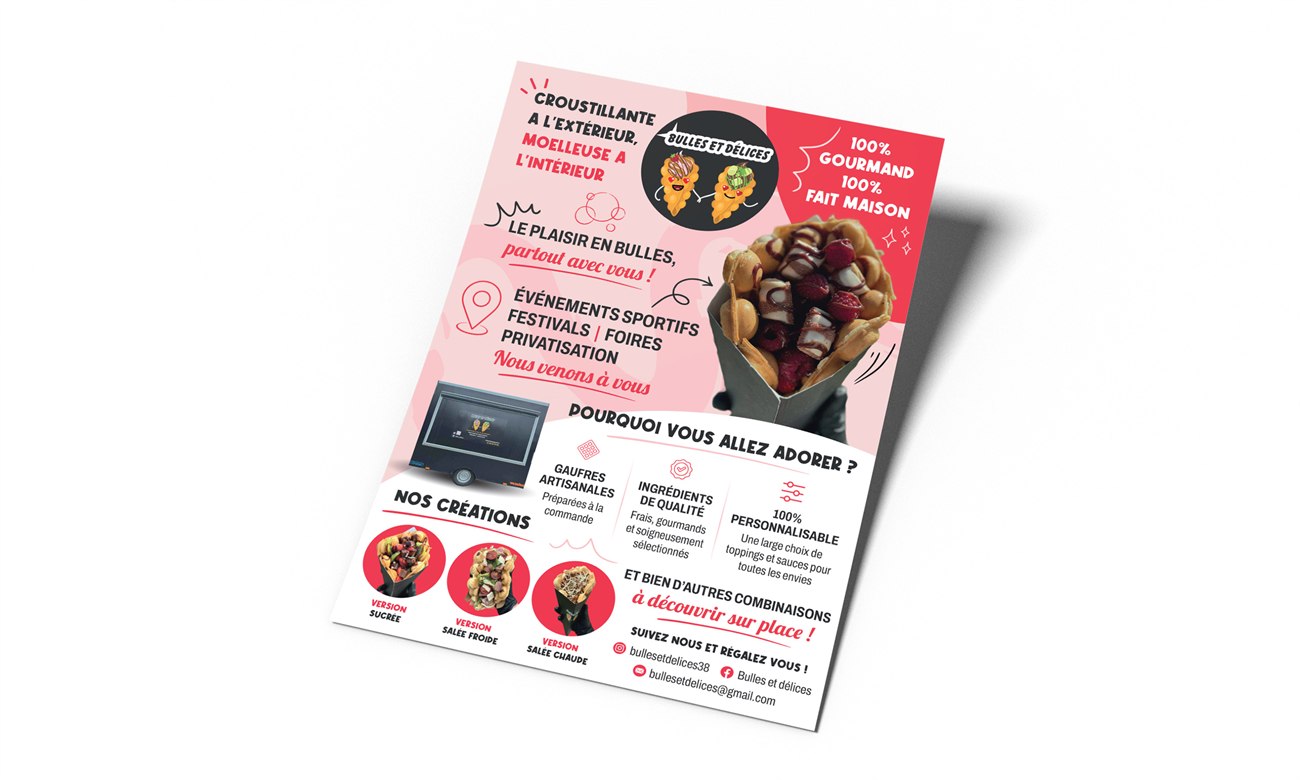 CROUSTILLANTE
A L'EXTÉRIEUR,
MOELLEUSE A
L'INTÉRIEUR
BULLES ET DÉLICES
100%
GOURMAND
100%
FAIT MAISON
LE PLAISIR EN BULLES,
partout avec vous !
ÉVÉNEMENTS SPORTIFS
FESTIVALS | FOIRES
PRIVATISATION
Nous venons à vous
POURQUOI VOUS ALLEZ ADORER ?
GAUFRES
ARTISANALES
Préparées à la
commande
INGRÉDIENTS
DE QUALITÉ
Frais, gourmands
et soigneusement
sélectionnés
100%
PERSONNALISABLE
Une large choix de
toppings et sauces pour
toutes les envies
NOS CRÉATIONS
VERSION
SUCRÉE
VERSION
SALÉE FROIDE
VERSION
SALÉE CHAUDE
ET BIEN D'AUTRES COMBINAISONS
à découvrir sur place !
SUIVEZ NOUS ET RÉGALEZ VOUS !
bullesetdelices38
Bulles et délices
bullesetdelices@gmail.com